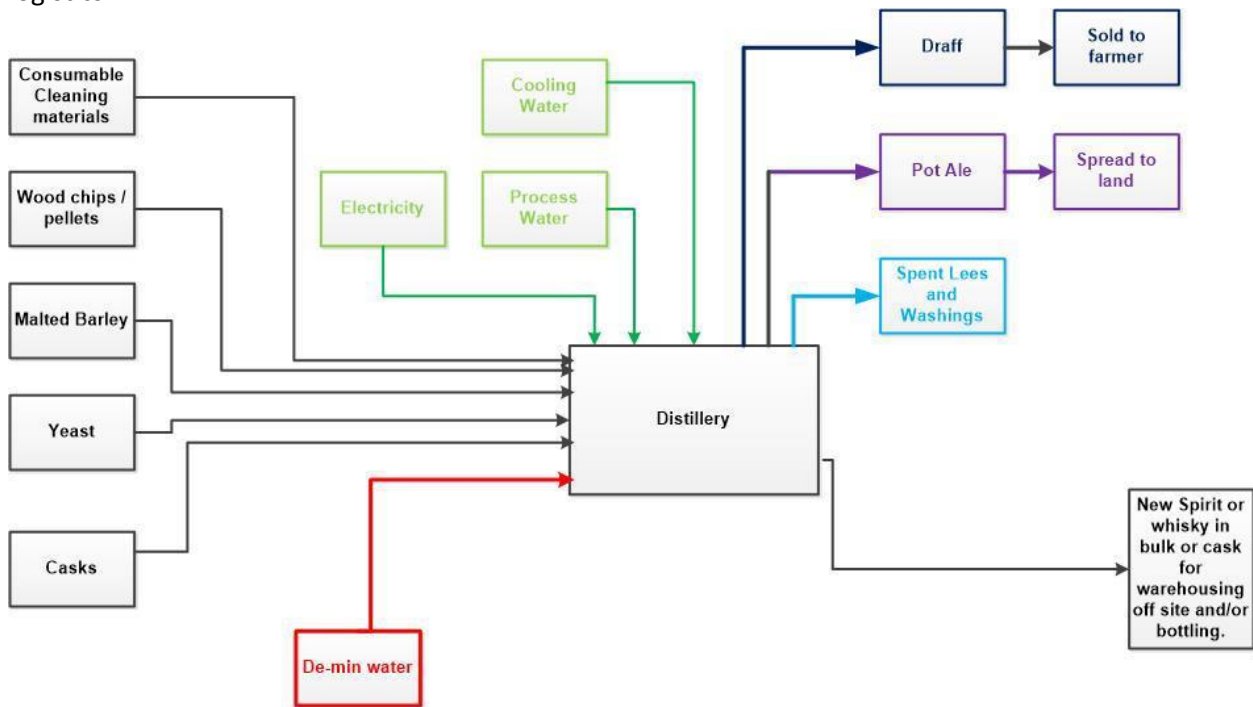 Consumable
Cleaning
materials
Wood chips /
pellets
Malted Barley
Yeast
Casks
De-min water
Electricity
Cooling
Water
Process
Water
Distillery
Draff
Sold to
farmer
Pot Ale
Spread to
land
Spent Lees
and
Washings
New Spirit or
whisky in
bulk or cask
for
warehousing
off site and/or
bottling.